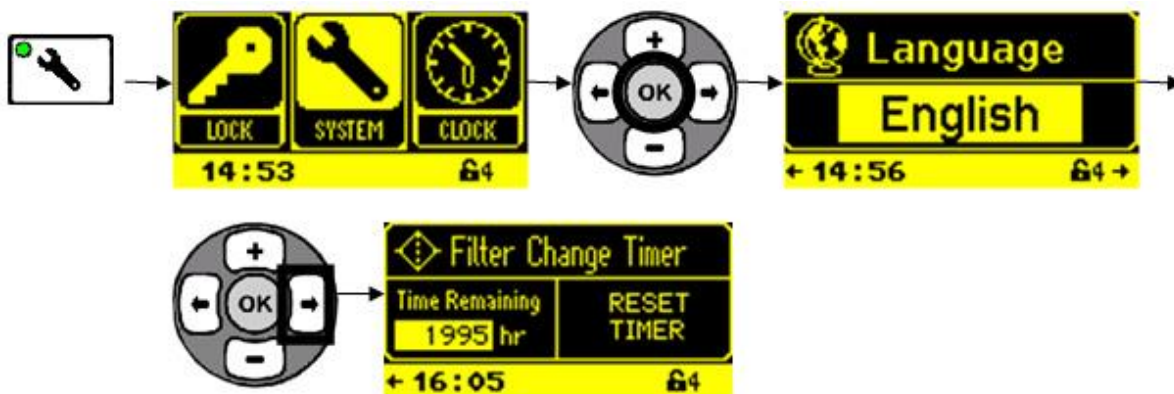 LOCK SYSTEM CLOCK
14:53 4
+
← OK →
-
Language
English
← 14:56 4 →
+
← OK →
-
Filter Change Timer
Time Remaining RESET
1995 hr TIMER
← 16:05 4